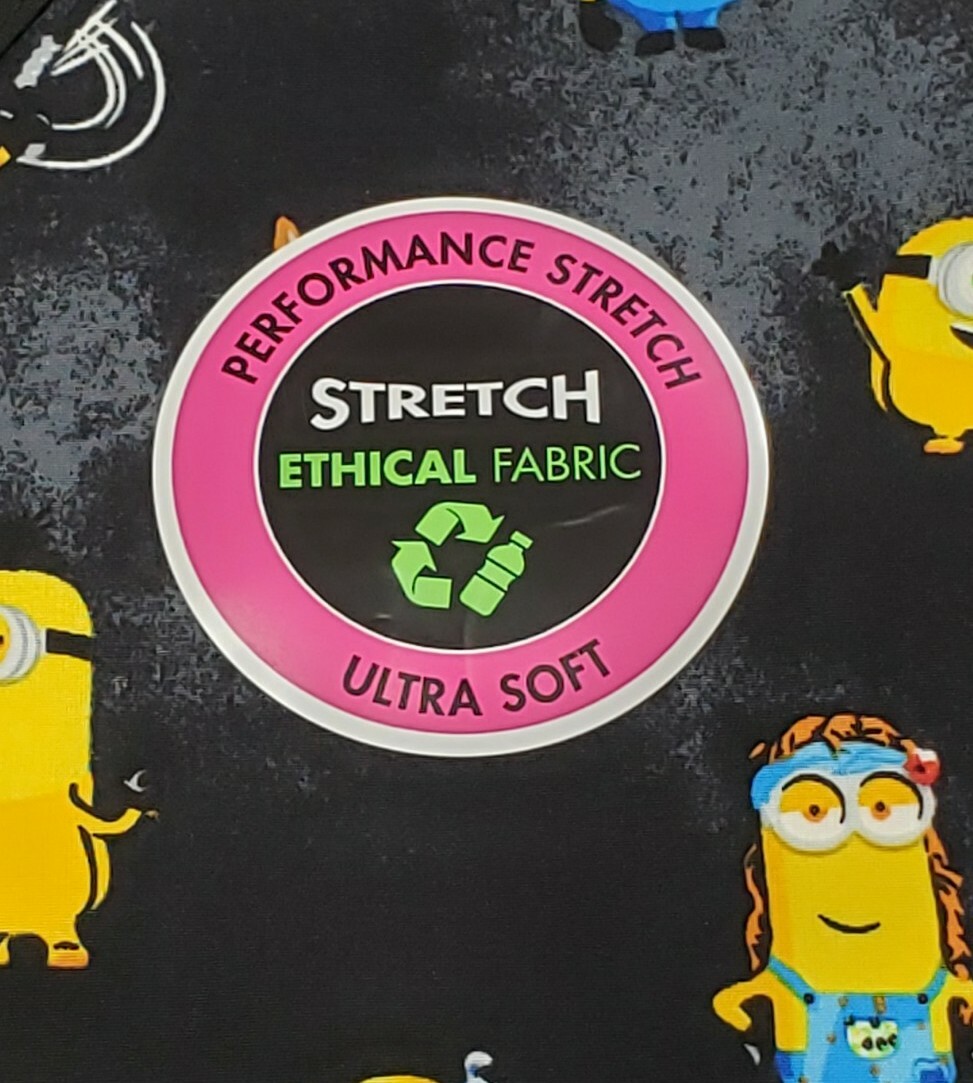 PERFORMANCE STRETCH
STRETCH
ETHICAL FABRIC
ULTRA SOFT